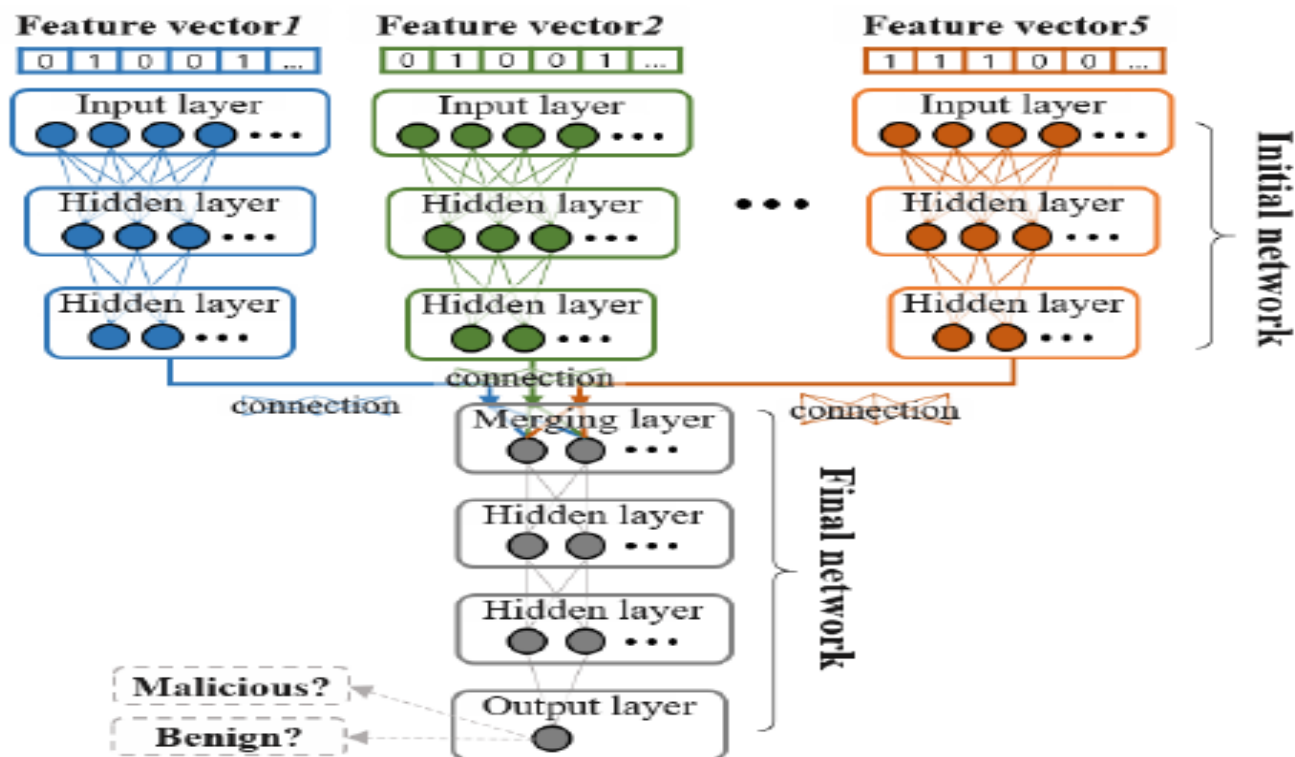 Feature vector1 Feature vector2 Feature vector5
0 1 0 0 1 ... 0 1 0 0 1 ... 1 1 1 0 0 ...
Input layer Input layer Input layer
Hidden layer Hidden layer Hidden layer
Hidden layer Hidden layer Hidden layer
Initial network
connection
connection connection
Merging layer
Hidden layer
Hidden layer
Final network
Malicious?
Output layer
Benign?